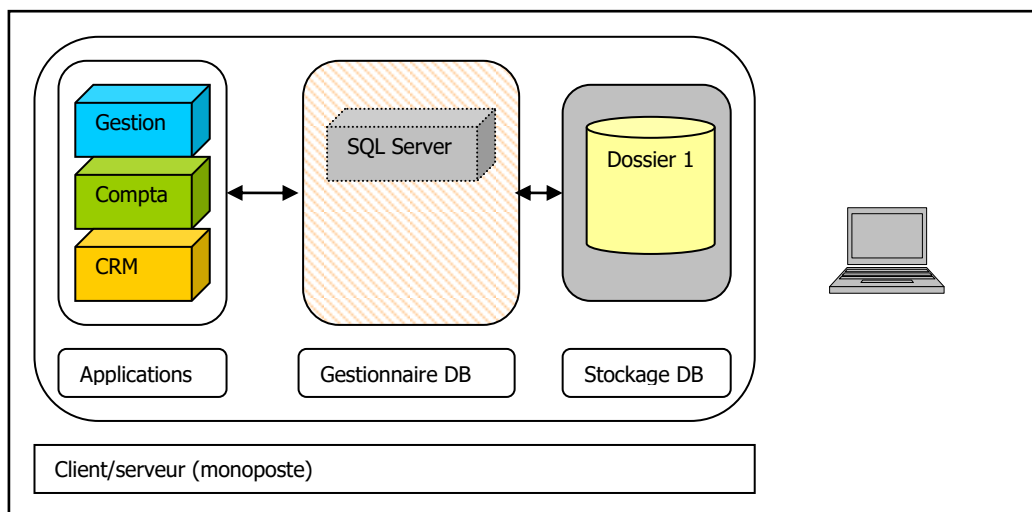 Gestion
Compta
CRM
SQL Server
Dossier 1
Applications
Gestionnaire DB
Stockage DB
Client/serveur (monoposte)